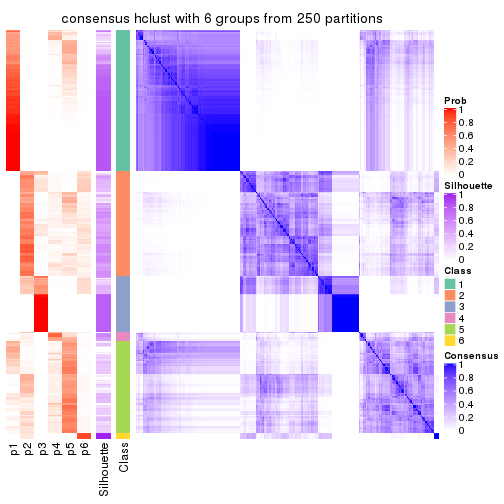 consensus hclust with 6 groups from 250 partitions
Prob
1
0.8
0.6
0.4
0.2
0
Silhouette
1
0.8
0.6
0.4
0.2
0
Class
1
2
3
4
5
6
Consensus
1
0.8
0.6
0.4
0.2
0
p1
p2
p3
p4
p5
p6
Silhouette
Class